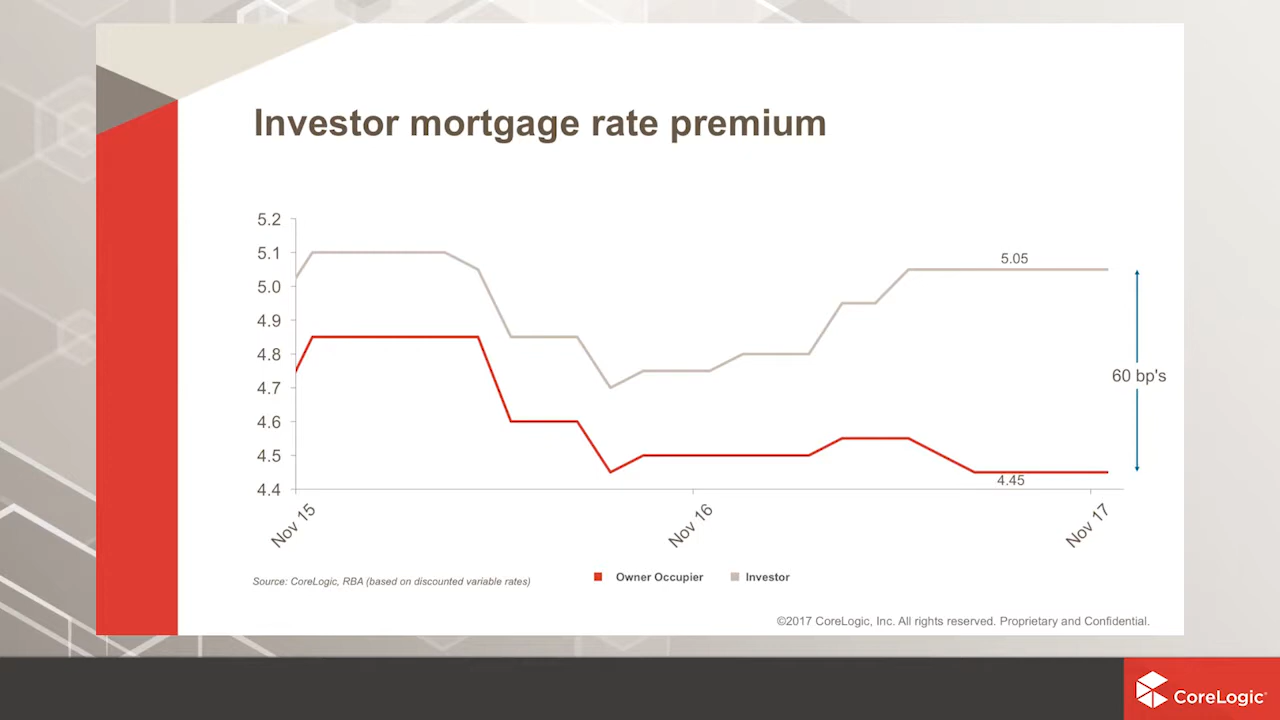 Investor mortgage rate premium
5.2
5.1
5.0
4.9
4.8
4.7
4.6
4.5
4.4
5.05
60 bp's
4.45
Nov 15
Nov 16
Nov 17
Source: CoreLogic, RBA (based on discounted variable rates)
Owner Occupier
Investor
©2017 CoreLogic, Inc. All rights reserved. Proprietary and Confidential.
CoreLogic